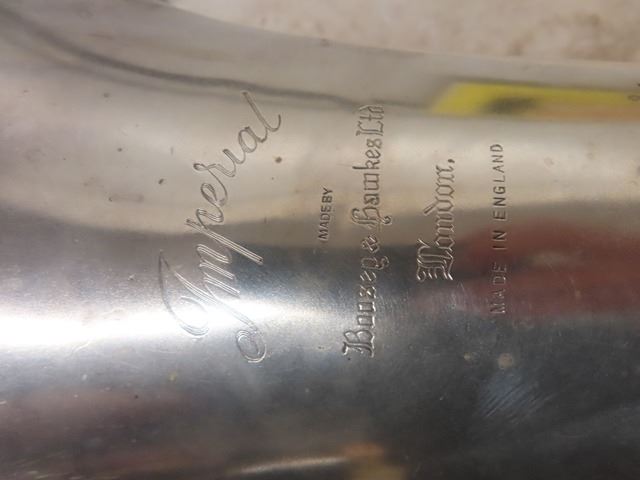 Imperial
MADE BY
Boosey & Hawkes Ltd
London.
MADE IN ENGLAND